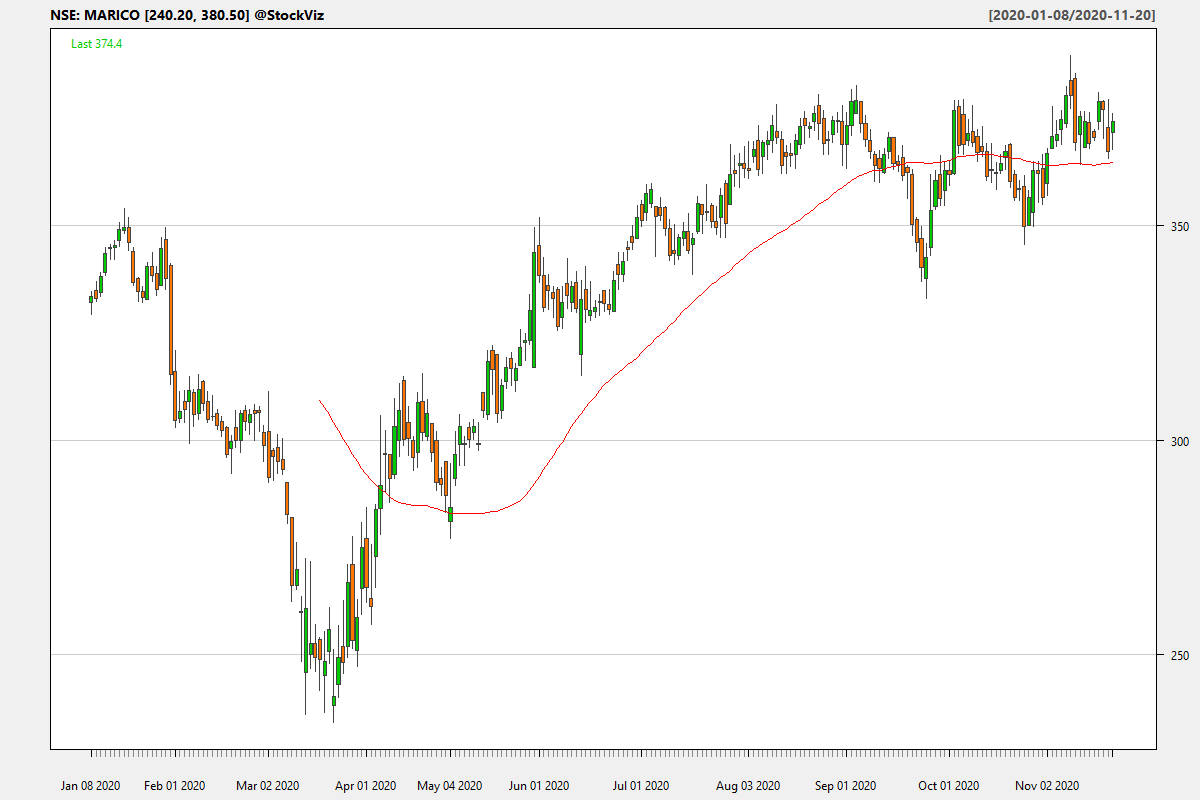 NSE: MARICO [240.20, 380.50] @StockViz
[2020-01-08/2020-11-20]
Last 374.4
350
300
250
Jan 08 2020 Feb 01 2020 Mar 02 2020 Apr 01 2020 May 04 2020 Jun 01 2020 Jul 01 2020 Aug 03 2020 Sep 01 2020 Oct 01 2020 Nov 02 2020